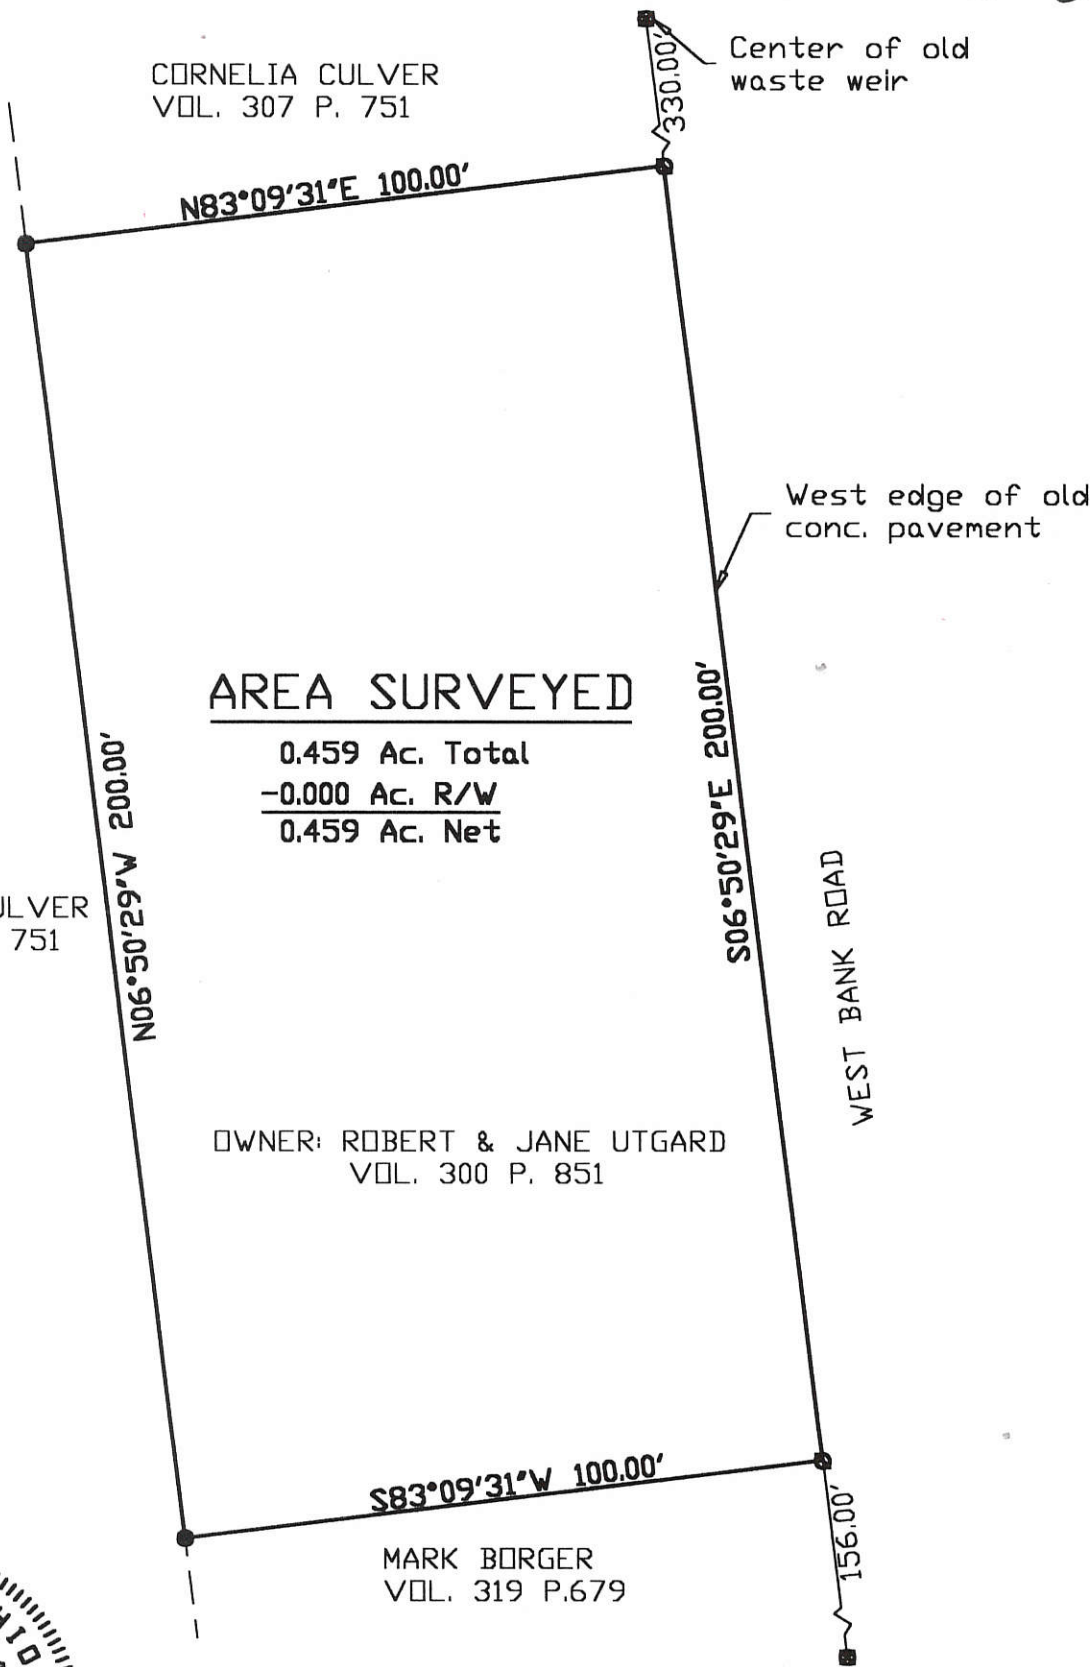 CORNELIA CULVER
VOL. 307 P. 751
330.00'
Center of old
waste weir
N83°09'31"E 100.00'
West edge of old
conc. pavement
AREA SURVEYED
0.459 Ac. Total
-0.000 Ac. R/W
0.459 Ac. Net
N06°50'29"W 200.00'
S06°50'29"E 200.00'
751
WEST BANK ROAD
OWNER: ROBERT & JANE UTGARD
VOL. 300 P. 851
S83°09'31"W 100.00'
156.00'
MARK BORGER
VOL. 319 P.679